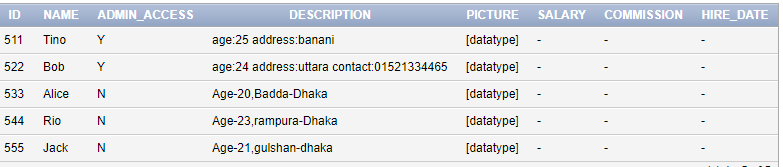 ID NAME ADMIN_ACCESS DESCRIPTION PICTURE SALARY COMMISSION HIRE_DATE
511 Tino Y age:25 address:banani [datatype] - - -
522 Bob Y age:24 address:uttara contact:01521334465 [datatype] - - -
533 Alice N Age-20,Badda-Dhaka [datatype] - - -
544 Rio N Age-23,rampura-Dhaka [datatype] - - -
555 Jack N Age-21,gulshan-dhaka [datatype] - - -